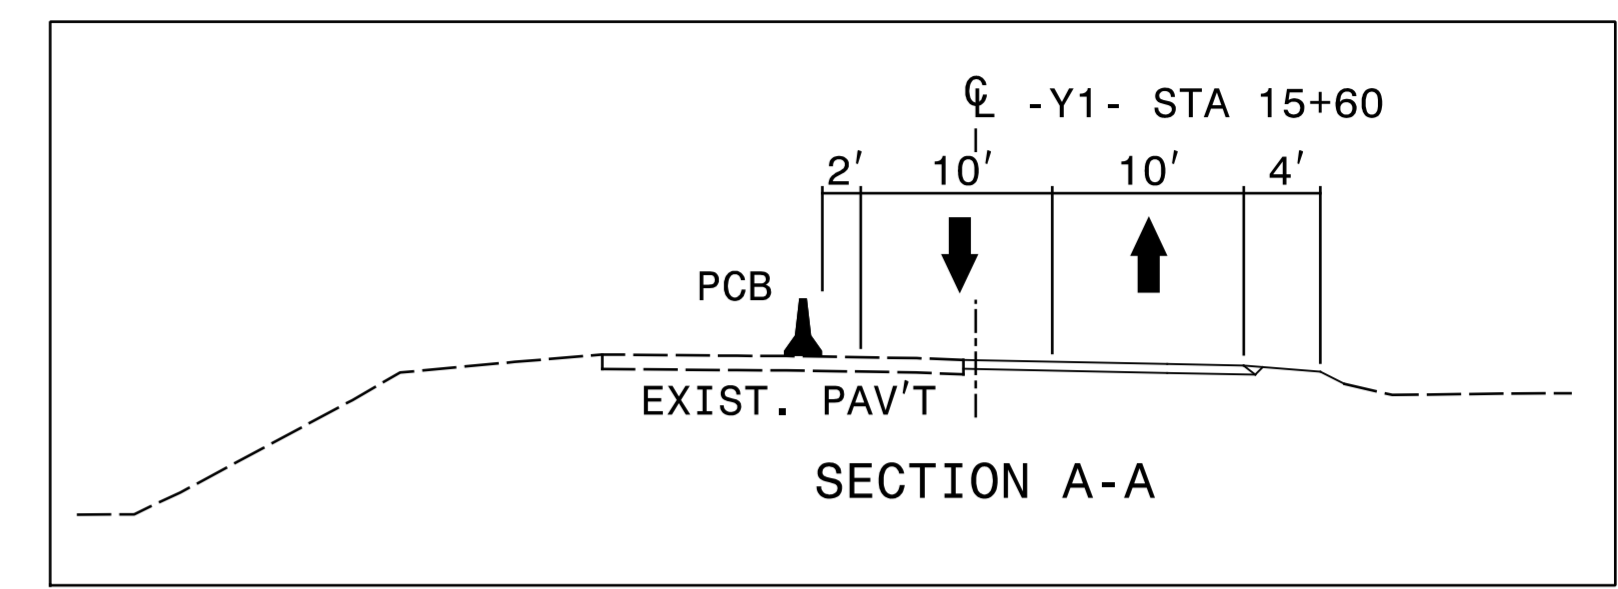 ℄ -Y1- STA 15+60
2' 10' 10' 4'
PCB
EXIST. PAV'T
SECTION A-A